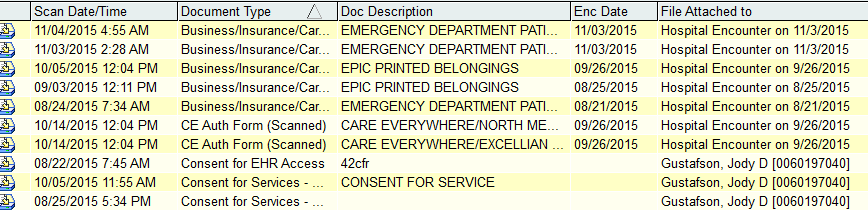 Scan Date/Time Document Type Doc Description Enc Date File Attached to
11/04/2015 4:55 AM Business/Insurance/Car... EMERGENCY DEPARTMENT PATI... 11/03/2015 Hospital Encounter on 11/3/2015
11/03/2015 2:28 AM Business/Insurance/Car... EMERGENCY DEPARTMENT PATI... 11/03/2015 Hospital Encounter on 11/3/2015
10/05/2015 12:04 PM Business/Insurance/Car... EPIC PRINTED BELONGINGS 09/26/2015 Hospital Encounter on 9/26/2015
09/03/2015 12:11 PM Business/Insurance/Car... EPIC PRINTED BELONGINGS 08/25/2015 Hospital Encounter on 8/25/2015
08/24/2015 7:34 AM Business/Insurance/Car... EMERGENCY DEPARTMENT PATI... 08/21/2015 Hospital Encounter on 8/21/2015
10/14/2015 12:04 PM CE Auth Form (Scanned) CARE EVERYWHERE/NORTH ME... 09/26/2015 Hospital Encounter on 9/26/2015
10/14/2015 12:04 PM CE Auth Form (Scanned) CARE EVERYWHERE/EXCELLIAN ... 09/26/2015 Hospital Encounter on 9/26/2015
08/22/2015 7:45 AM Consent for EHR Access 42cfr Gustafson, Jody D [0060197040]
10/05/2015 11:55 AM Consent for Services - ... CONSENT FOR SERVICE Gustafson, Jody D [0060197040]
08/25/2015 5:34 PM Consent for Services - ... Gustafson, Jody D [0060197040]